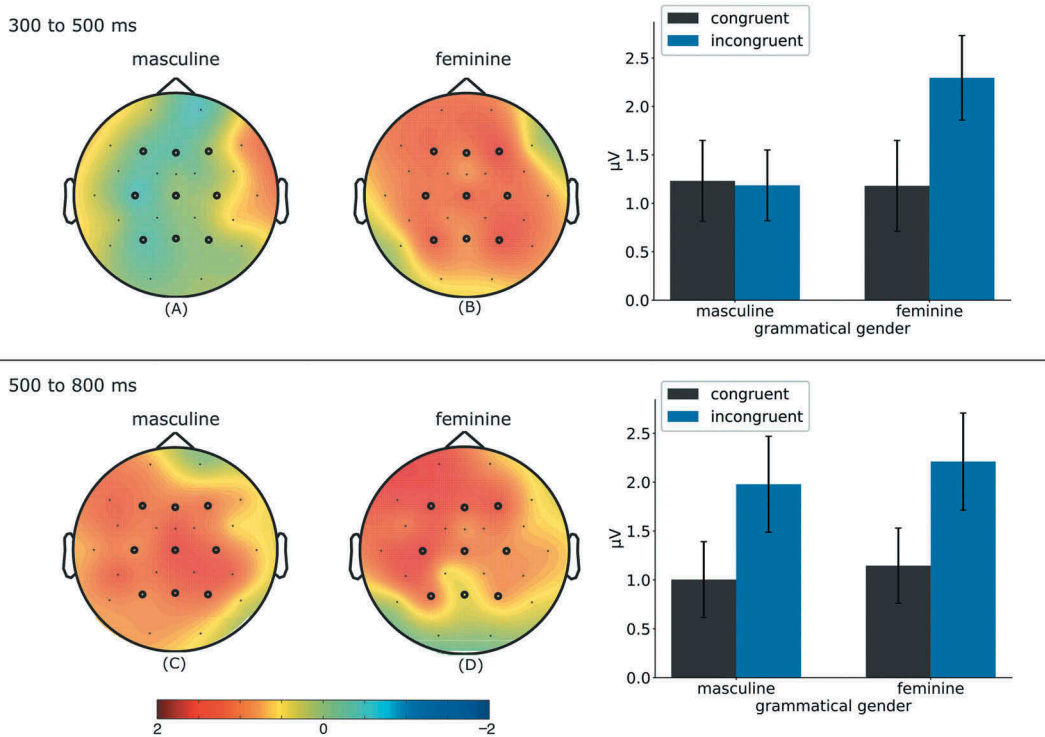 300 to 500 ms
masculine
feminine
(A)
(B)
congruent
incongruent
µV
2.5
2.0
1.5
1.0
0.5
0.0
masculine
feminine
grammatical gender
500 to 800 ms
masculine
feminine
(C)
(D)
congruent
incongruent
µV
2.5
2.0
1.5
1.0
0.5
0.0
masculine
feminine
grammatical gender
2
0
−2